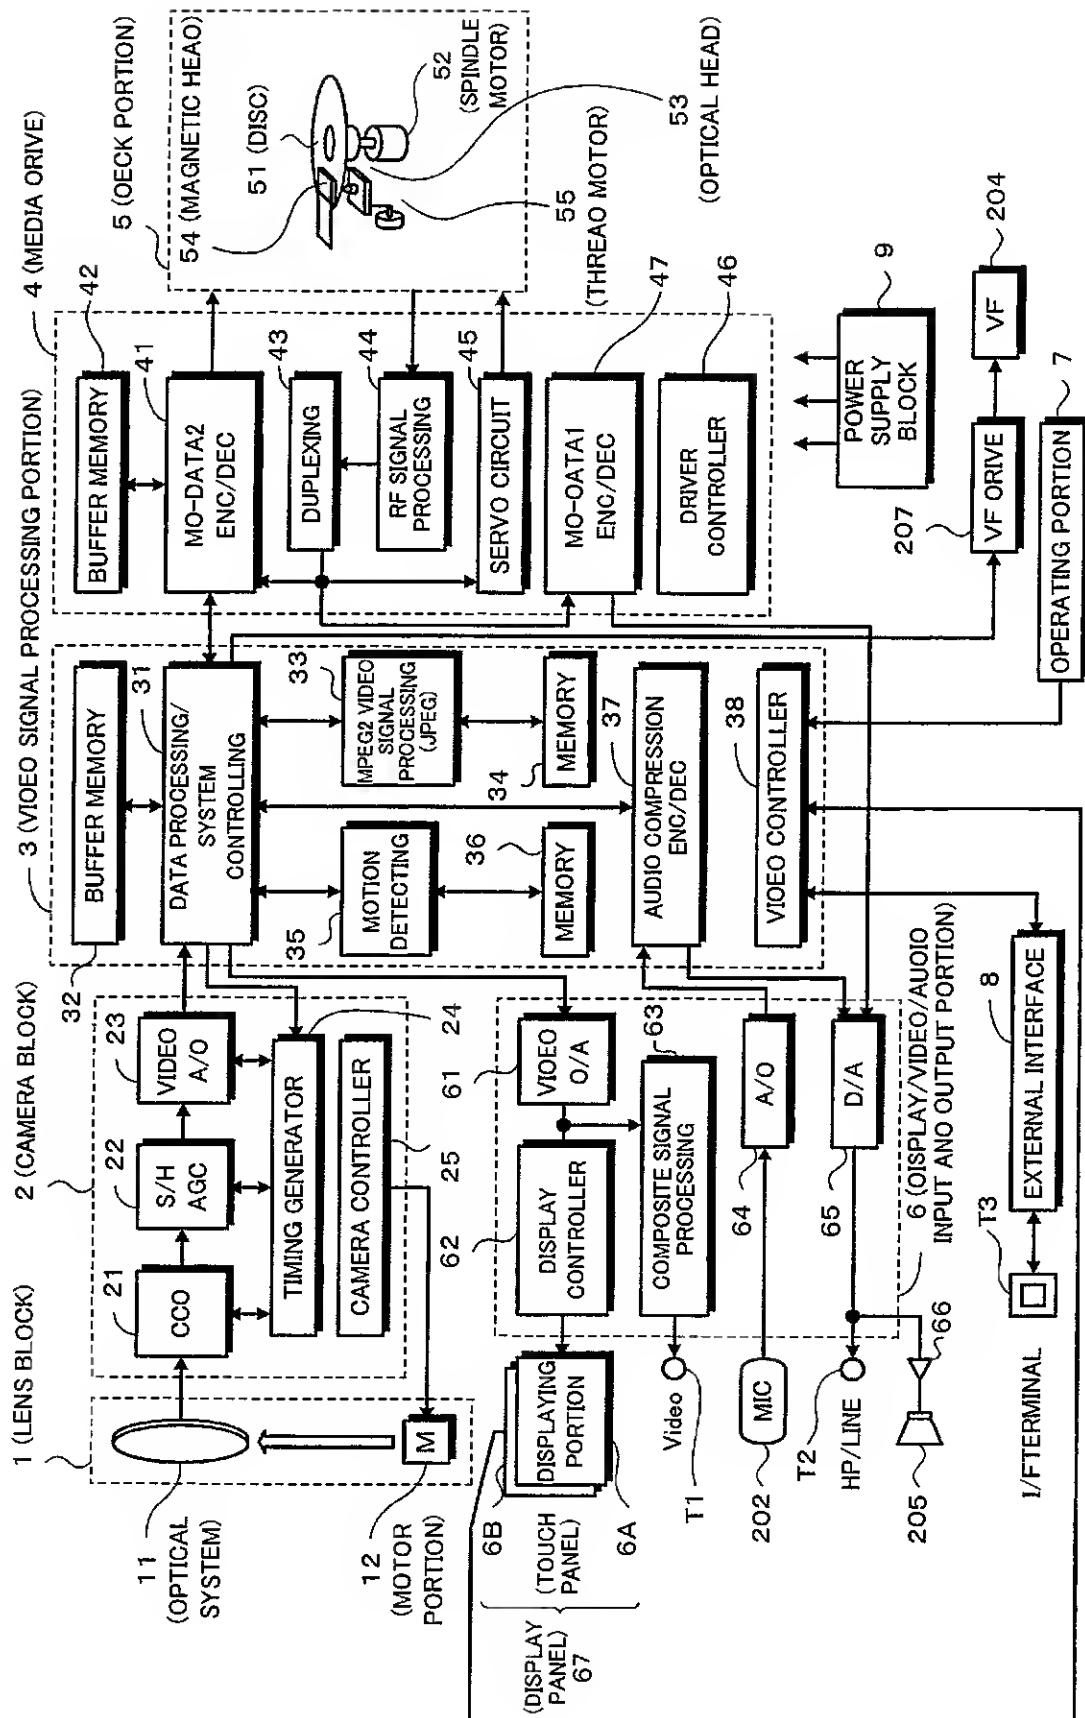 1 (LENS BLOCK)
11
(OPTICAL
SYSTEM)
12
(MOTOR
PORTION)
M
2 (CAMERA BLOCK)
21
CCO
22
S/H
AGC
23
VIDEO
A/O
24
TIMING GENERATOR
25
CAMERA CONTROLLER
3 (VIDEO SIGNAL PROCESSING PORTION)
32
BUFFER MEMORY
31
DATA PROCESSING/
SYSTEM
CONTROLLING
33
MPEG2 VIDEO
SIGNAL
PROCESSING
(JPEG)
34
MEMORY
35
MOTION
DETECTING
36
MEMORY
37
AUDIO COMPRESSION
ENC/DEC
38
VIDEO CONTROLLER
4 (MEDIA ORIVE)
42
BUFFER MEMORY
41
MO-DATA2
ENC/DEC
43
DUPLEXING
44
RF SIGNAL
PROCESSING
45
SERVO CIRCUIT
47
MO-OATA1
ENC/DEC
46
DRIVER
CONTROLLER
5 (OECK PORTION)
54 (MAGNETIC HEAO)
51 (DISC)
52
(SPINDLE
MOTOR)
53
(OPTICAL HEAD)
55
(THREAO MOTOR)
61
VIOEO
O/A
62
DISPLAY
CONTROLLER
63
COMPOSITE SIGNAL
PROCESSING
64
A/O
65
D/A
6 (OISPLAY/VIDEO/AUOIO
INPUT ANO OUTPUT PORTION)
6B
DISPLAYING
PORTION
(TOUCH
PANEL)
6A
(DISPLAY
PANEL)
67
Video
T1
MIC
202
T2
HP/LINE
66
205
T3
I/FTERMINAL
8
EXTERNAL INTERFACE
9
POWER
SUPPLY
BLOCK
207
VF ORIVE
204
VF
7
OPERATING PORTION